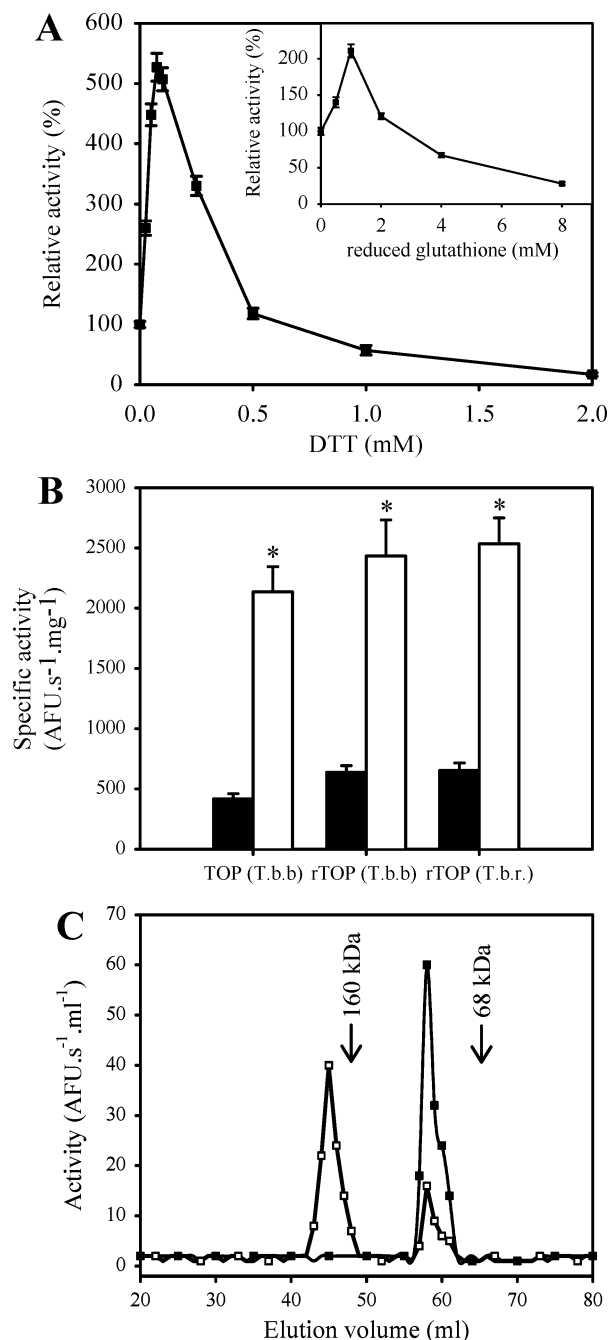 A
Relative activity (%)
600
500
400
300
200
100
0
0.0 0.5 1.0 1.5 2.0
DTT (mM)
Relative activity (%)
200
150
100
50
0
0 2 4 6 8
reduced glutathione (mM)
B
Specific activity
(AFU.s-1.mg-1)
3000
2500
2000
1500
1000
500
0
* * *
TOP (T.b.b) rTOP (T.b.b) rTOP (T.b.r.)
C
Activity (AFU.s-1.ml-1)
70
60
50
40
30
20
10
0
160 kDa
68 kDa
20 30 40 50 60 70 80
Elution volume (ml)